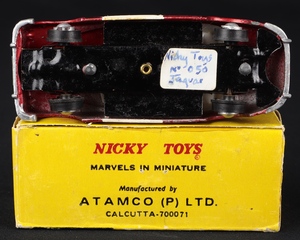 Nicky Toys
No 050
Jaguar
NICKY TOYS®
MARVELS IN MINIATURE
Manufactured by
ATAMCO (P) LTD.
CALCUTTA-700071